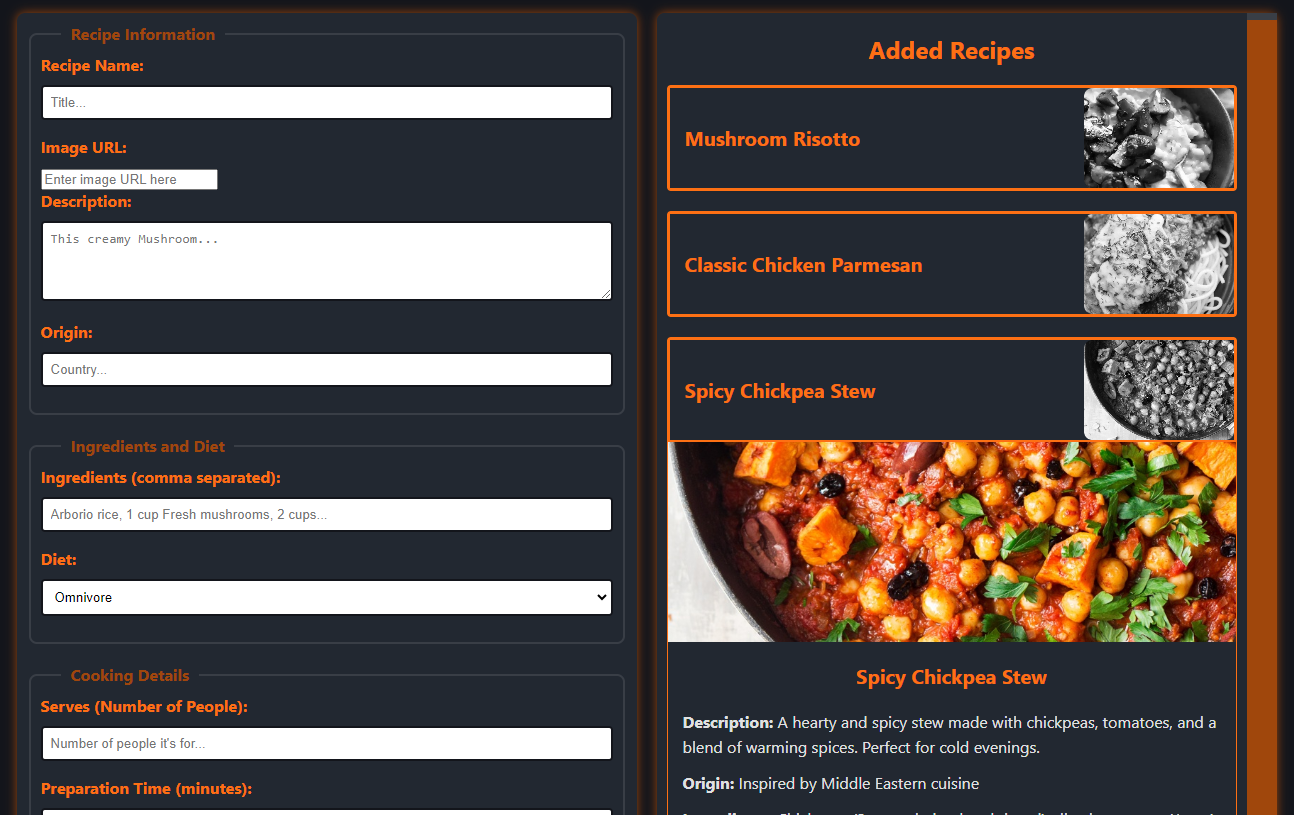 Recipe Information
Recipe Name:
Title...
Image URL:
Enter image URL here
Description:
This creamy Mushroom...
Origin:
Country...
Ingredients and Diet
Ingredients (comma separated):
Arborio rice, 1 cup Fresh mushrooms, 2 cups...
Diet:
Omnivore
Cooking Details
Serves (Number of People):
Number of people it's for...
Preparation Time (minutes):
Added Recipes
Mushroom Risotto
Classic Chicken Parmesan
Spicy Chickpea Stew
Spicy Chickpea Stew
Description: A hearty and spicy stew made with chickpeas, tomatoes, and a
blend of warming spices. Perfect for cold evenings.
Origin: Inspired by Middle Eastern cuisine